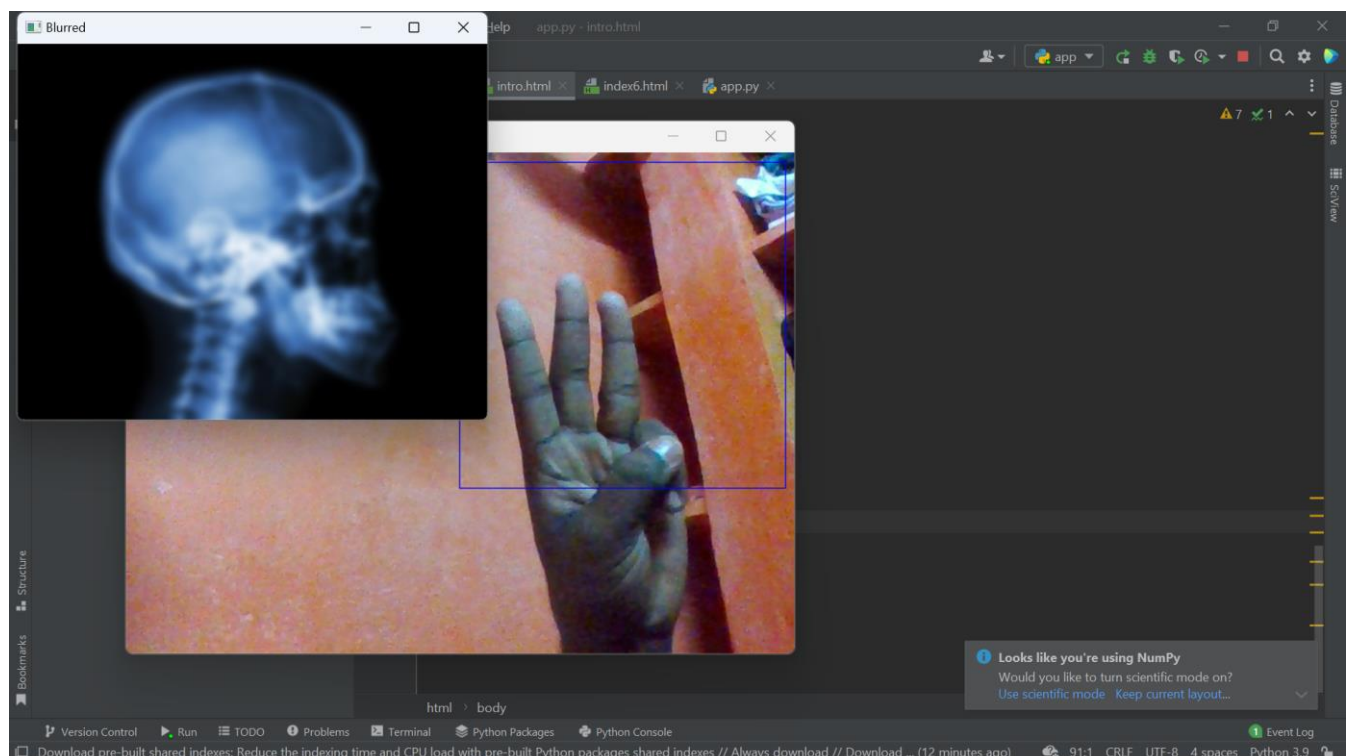 Blurred
Help app.py - intro.html
app
intro.html index6.html app.py
7 1
Database
SciView
Structure
Bookmarks
Looks like you're using NumPy
Would you like to turn scientific mode on?
Use scientific mode Keep current layout...
html > body
Version Control Run TODO Problems Terminal Python Packages Python Console 1 Event Log
Download pre-built shared indexes: Reduce the indexing time and CPU load with pre-built Python packages shared indexes // Always download // Download ... (12 minutes ago) 91:1 CRLF UTF-8 4 spaces Python 3.9